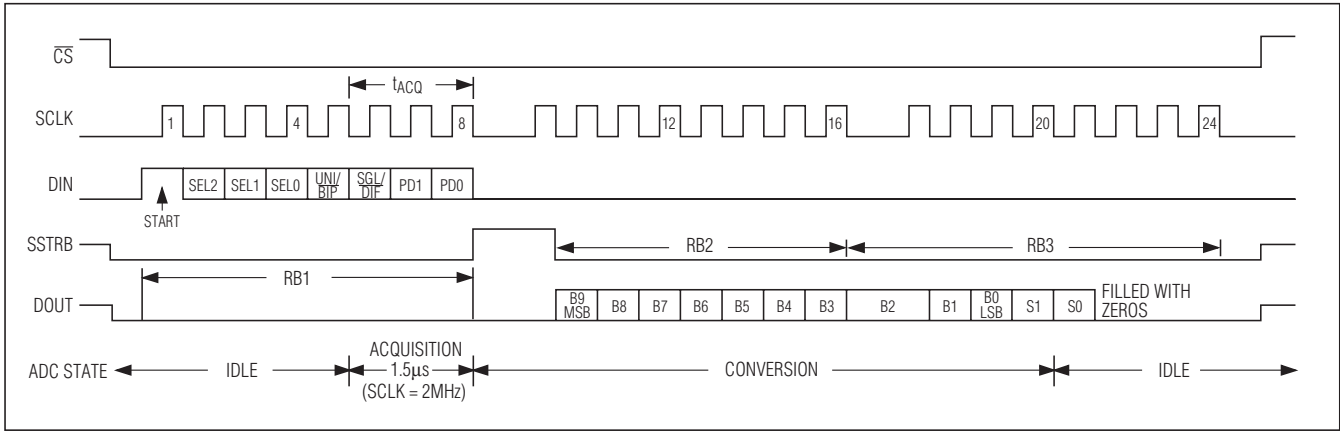 CS
tACQ
SCLK 1 4 8 12 16 20 24
DIN SEL2 SEL1 SEL0 UNI/BIP SGL/DIF PD1 PD0
START
SSTRB RB2 RB3
RB1
DOUT B9 MSB B8 B7 B6 B5 B4 B3 B2 B1 B0 LSB S1 S0 FILLED WITH ZEROS
ADC STATE IDLE ACQUISITION 1.5µs (SCLK = 2MHz) CONVERSION IDLE